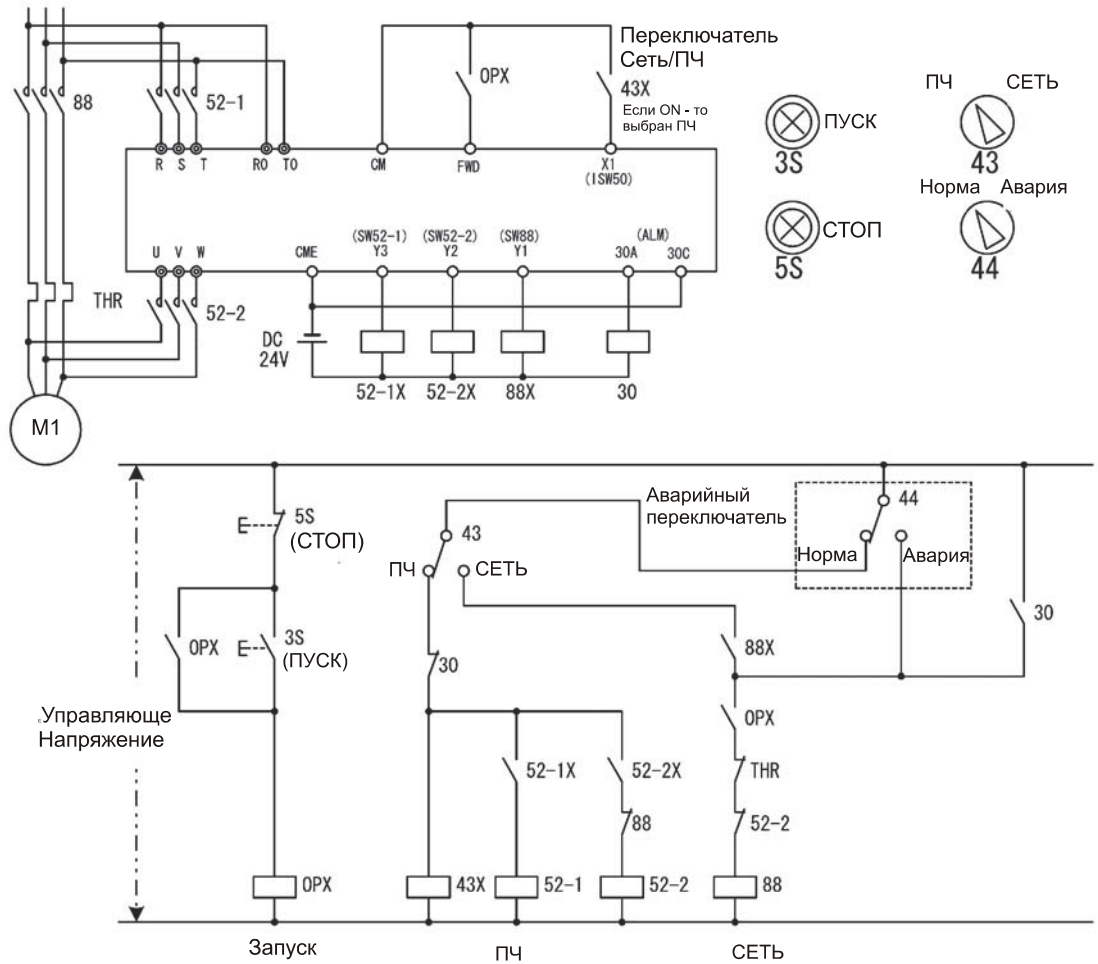 Переключатель
Сеть/ПЧ
88
52-1
OPX
43X
Если ON - то
выбран ПЧ
ПУСК
3S
ПЧ СЕТЬ
43
Норма Авария
СТОП
5S
44
R S T R0 T0 CM FWD X1
(ISW50)
(SW52-1) (SW52-2) (SW88) (ALM)
U V W CME Y3 Y2 Y1 30A 30C
THR
52-2
DC
24V
52-1X 52-2X 88X 30
M1
5S
(СТОП)
Аварийный
переключатель
44
43
Норма Авария
ПЧ СЕТЬ
30
OPX
3S
(ПУСК)
88X
30
Управляюще
Напряжение
OPX
52-1X 52-2X THR
88 52-2
OPX 43X 52-1 52-2 88
Запуск ПЧ СЕТЬ